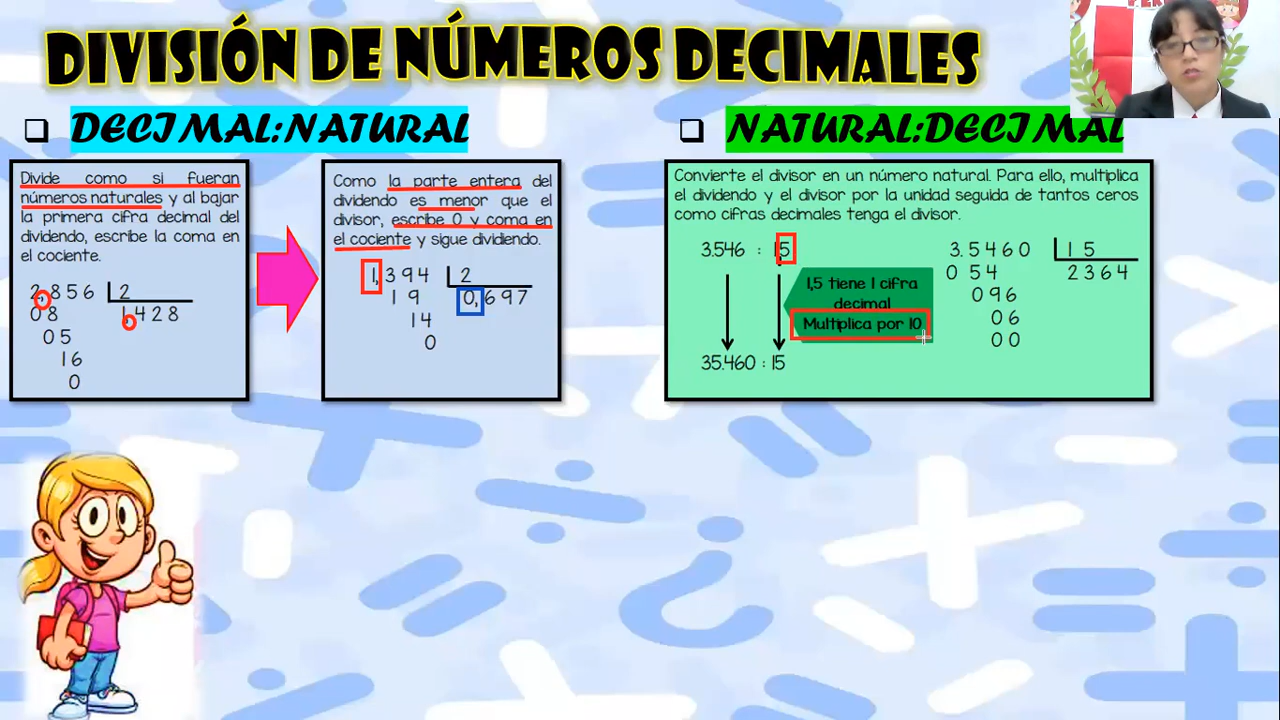 DIVISIÓN DE NÚMEROS DECIMALES
❑ DECIMAL:NATURAL
Divide como si fueran
números naturales y al bajar
la primera cifra decimal del
dividendo, escribe la coma en
el cociente.
2,856 2
08 1,428
05
16
0
Como la parte entera del
dividendo es menor que el
divisor, escribe 0 y coma en
el cociente y sigue dividiendo.
1,394 2
19 0,697
14
0
❑ NATURAL:DECIMAL
Convierte el divisor en un número natural. Para ello, multiplica
el dividendo y el divisor por la unidad seguida de tantos ceros
como cifras decimales tenga el divisor.
3.546 : 1,5
1,5 tiene 1 cifra
decimal
Multiplica por 10
35.460 : 15
3.5460 15
054 2364
096
06
00